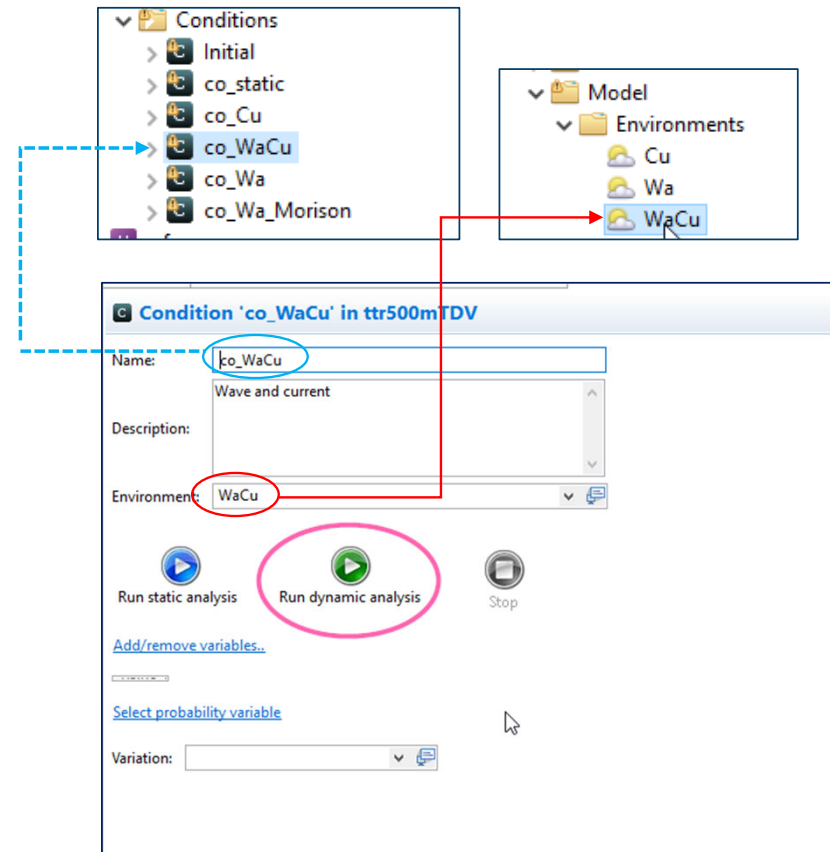 Conditions
Initial
co_static
co_Cu
co_WaCu
co_Wa
co_Wa_Morison
Model
Environments
Cu
Wa
WaCu
Condition 'co_WaCu' in ttr500mTDV
Name: co_WaCu
Description: Wave and current
Environment: WaCu
Run static analysis Run dynamic analysis Stop
Add/remove variables..
Select probability variable
Variation: